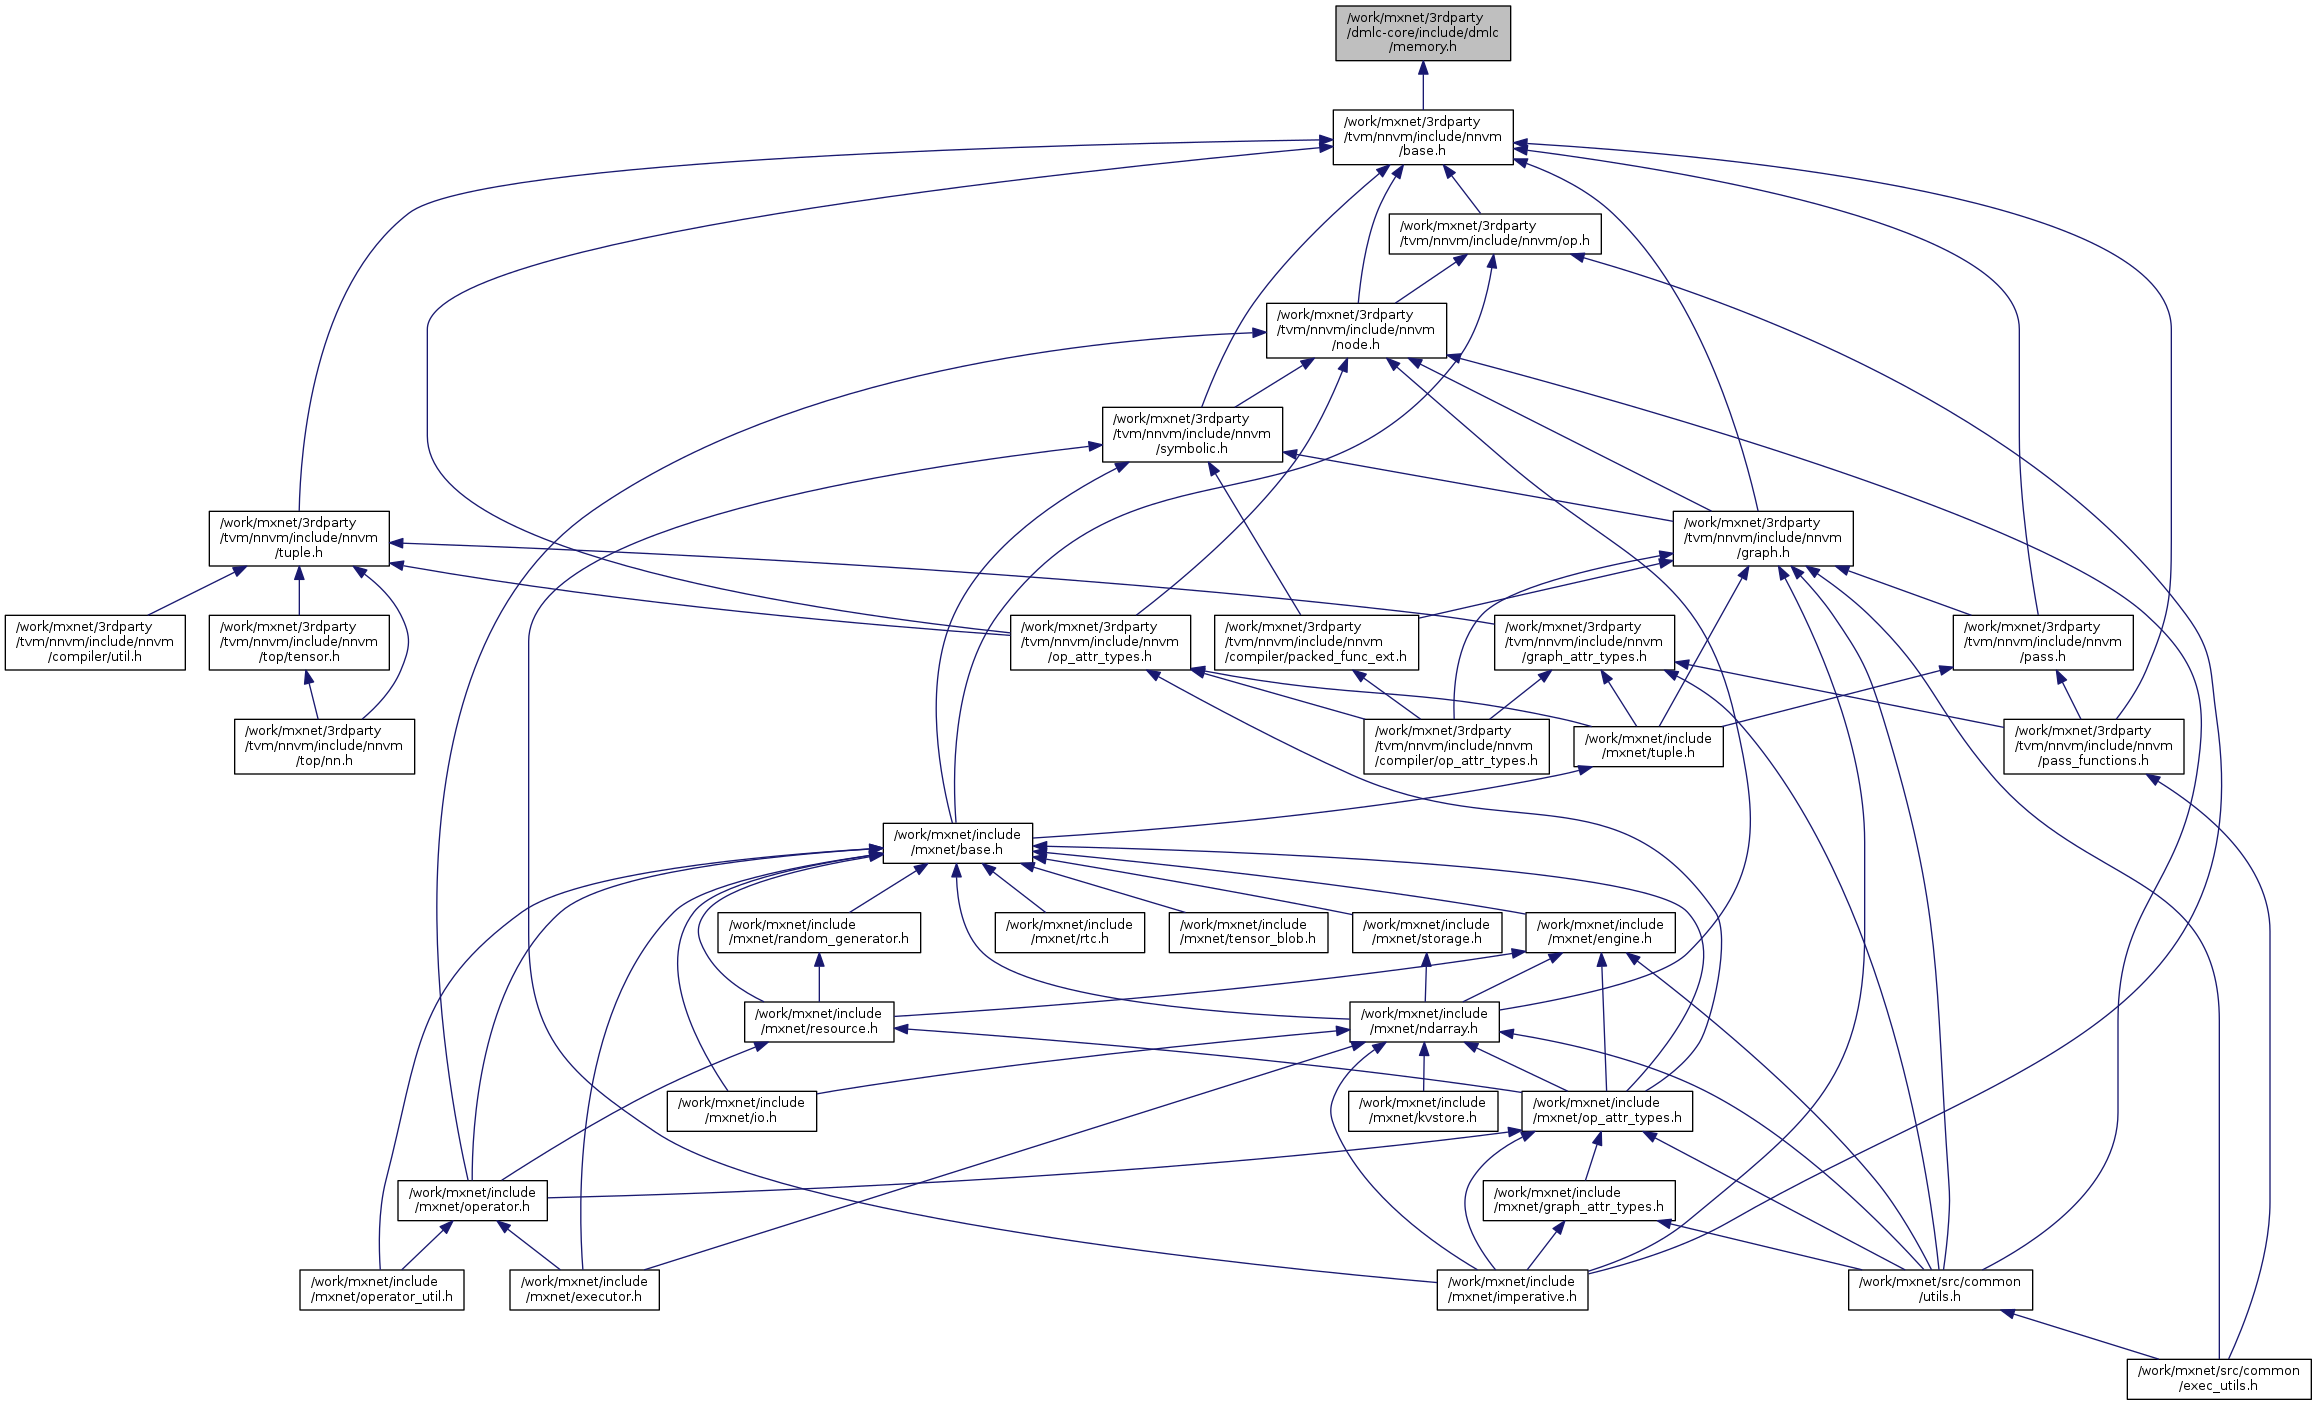 /work/mxnet/3rdparty
/dmlc-core/include/dmlc
/memory.h
/work/mxnet/3rdparty
/tvm/nnvm/include/nnvm
/base.h
/work/mxnet/3rdparty
/tvm/nnvm/include/nnvm/op.h
/work/mxnet/3rdparty
/tvm/nnvm/include/nnvm
/node.h
/work/mxnet/3rdparty
/tvm/nnvm/include/nnvm
/symbolic.h
/work/mxnet/3rdparty
/tvm/nnvm/include/nnvm
/tuple.h
/work/mxnet/3rdparty
/tvm/nnvm/include/nnvm
/graph.h
/work/mxnet/3rdparty
/tvm/nnvm/include/nnvm
/compiler/util.h
/work/mxnet/3rdparty
/tvm/nnvm/include/nnvm
/top/tensor.h
/work/mxnet/3rdparty
/tvm/nnvm/include/nnvm
/op_attr_types.h
/work/mxnet/3rdparty
/tvm/nnvm/include/nnvm
/compiler/packed_func_ext.h
/work/mxnet/3rdparty
/tvm/nnvm/include/nnvm
/graph_attr_types.h
/work/mxnet/3rdparty
/tvm/nnvm/include/nnvm
/pass.h
/work/mxnet/3rdparty
/tvm/nnvm/include/nnvm
/top/nn.h
/work/mxnet/3rdparty
/tvm/nnvm/include/nnvm
/compiler/op_attr_types.h
/work/mxnet/include
/mxnet/tuple.h
/work/mxnet/3rdparty
/tvm/nnvm/include/nnvm
/pass_functions.h
/work/mxnet/include
/mxnet/base.h
/work/mxnet/include
/mxnet/random_generator.h
/work/mxnet/include
/mxnet/rtc.h
/work/mxnet/include
/mxnet/tensor_blob.h
/work/mxnet/include
/mxnet/storage.h
/work/mxnet/include
/mxnet/engine.h
/work/mxnet/include
/mxnet/resource.h
/work/mxnet/include
/mxnet/ndarray.h
/work/mxnet/include
/mxnet/io.h
/work/mxnet/include
/mxnet/kvstore.h
/work/mxnet/include
/mxnet/op_attr_types.h
/work/mxnet/include
/mxnet/operator.h
/work/mxnet/include
/mxnet/graph_attr_types.h
/work/mxnet/include
/mxnet/operator_util.h
/work/mxnet/include
/mxnet/executor.h
/work/mxnet/include
/mxnet/imperative.h
/work/mxnet/src/common
/utils.h
/work/mxnet/src/common
/exec_utils.h